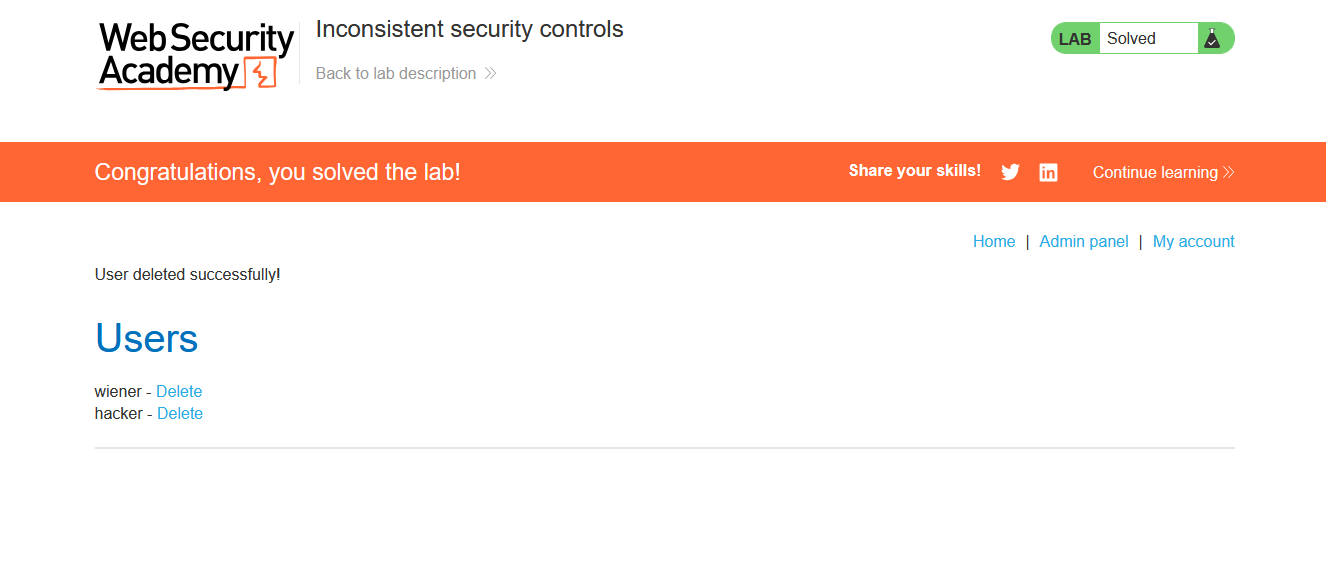 Web Security
Academy
Inconsistent security controls
Back to lab description
LAB Solved
Congratulations, you solved the lab!
Share your skills!
Continue learning
Home | Admin panel | My account
User deleted successfully!
Users
wiener - Delete
hacker - Delete